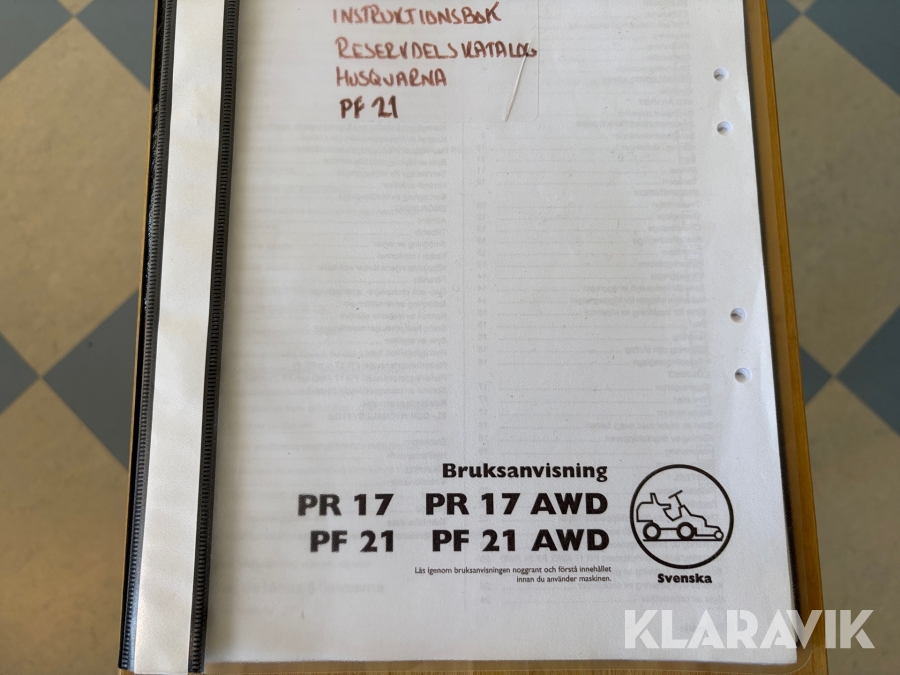 INSTRUKTIONSBOK
RESERVDELSKATALOG
HUSQVARNA
PF 21
Bruksanvisning
PR 17 PR 17 AWD
PF 21 PF 21 AWD
Läs igenom bruksanvisningen noggrant och förstå innehållet
innan du använder maskinen.
Svenska
KLARAVIK